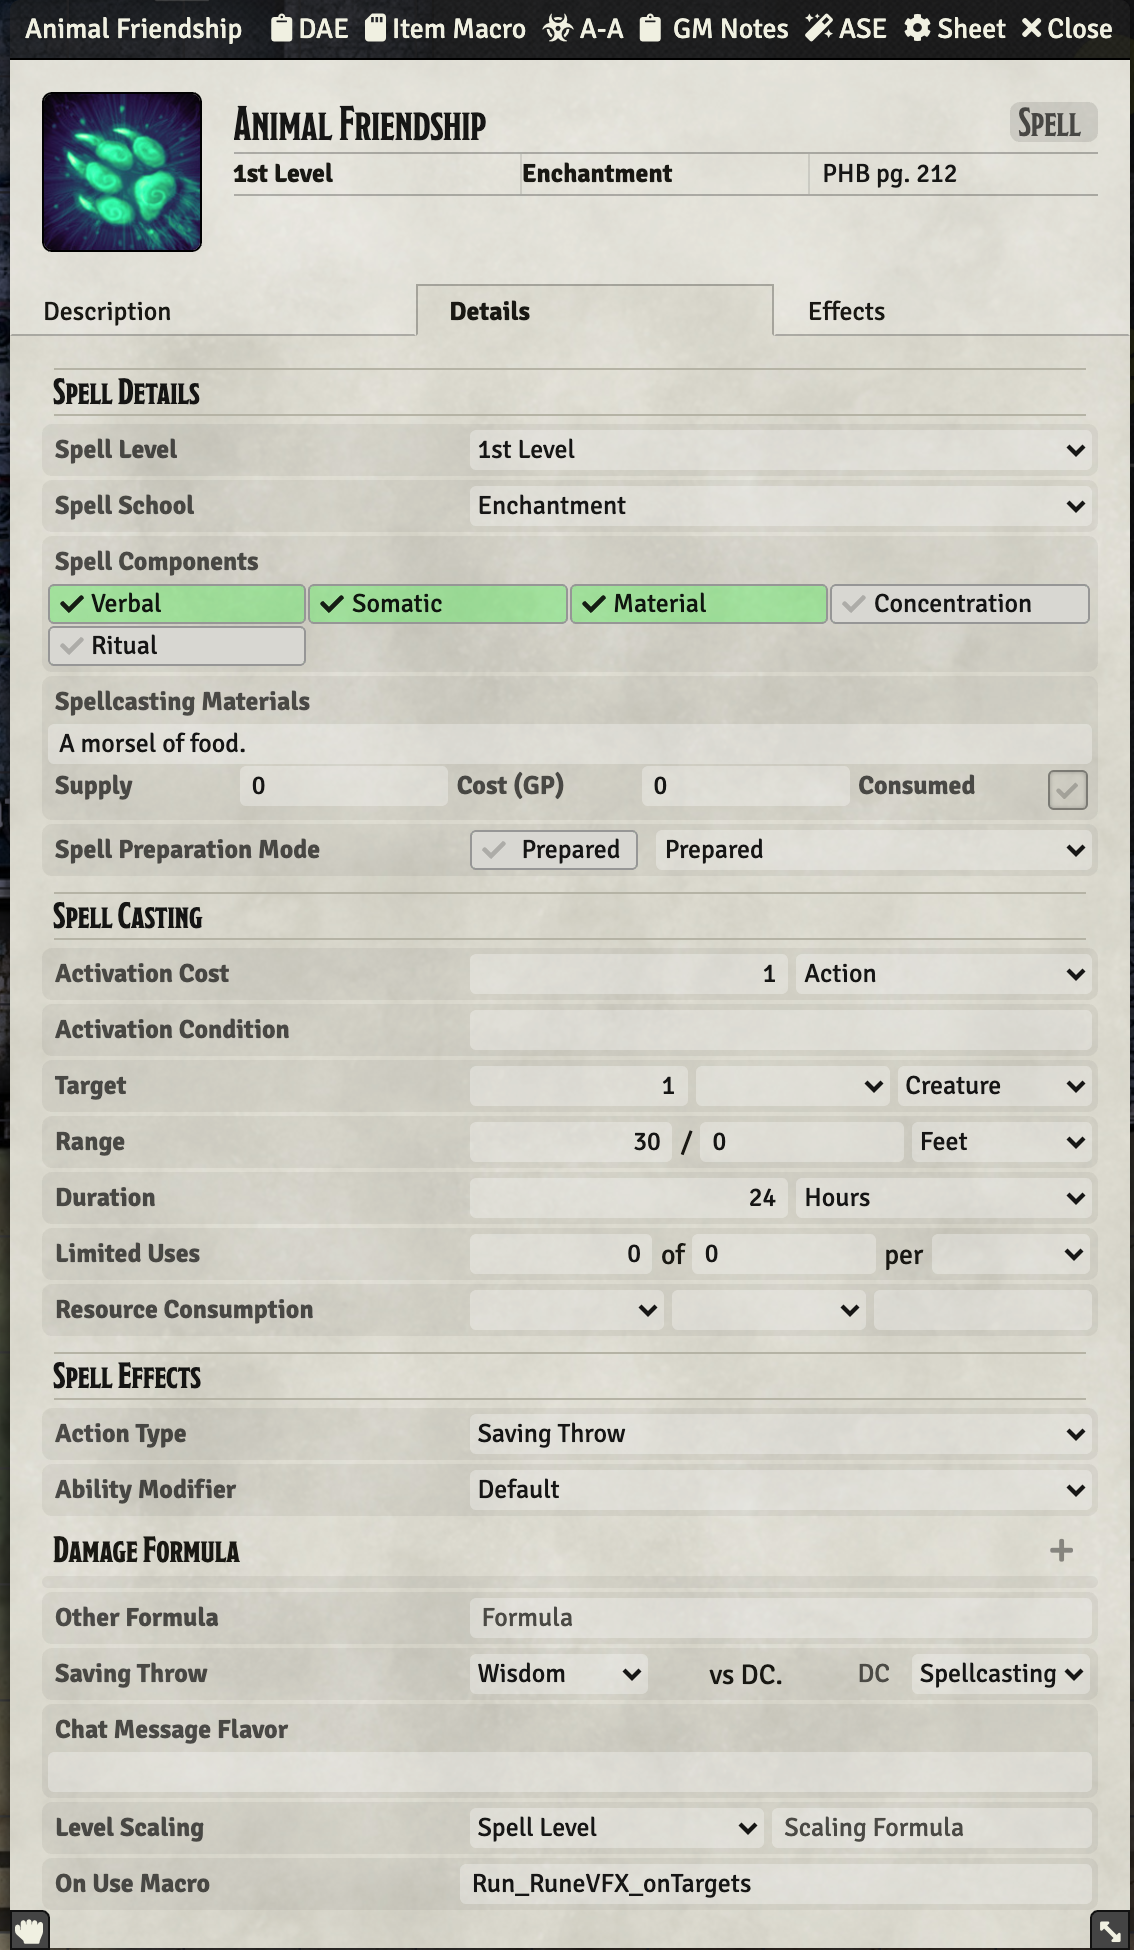 Animal Friendship DAE Item Macro A-A GM Notes ASE Sheet Close
Animal Friendship Spell
1st Level Enchantment PHB pg. 212
Description Details Effects
Spell Details
Spell Level 1st Level
Spell School Enchantment
Spell Components
Verbal Somatic Material Concentration
Ritual
Spellcasting Materials
A morsel of food.
Supply 0 Cost (GP) 0 Consumed
Spell Preparation Mode Prepared Prepared
Spell Casting
Activation Cost 1 Action
Activation Condition
Target 1 Creature
Range 30 / 0 Feet
Duration 24 Hours
Limited Uses 0 of 0 per
Resource Consumption
Spell Effects
Action Type Saving Throw
Ability Modifier Default
Damage Formula
Other Formula Formula
Saving Throw Wisdom vs DC. DC Spellcasting
Chat Message Flavor
Level Scaling Spell Level Scaling Formula
On Use Macro Run_RuneVFX_onTargets